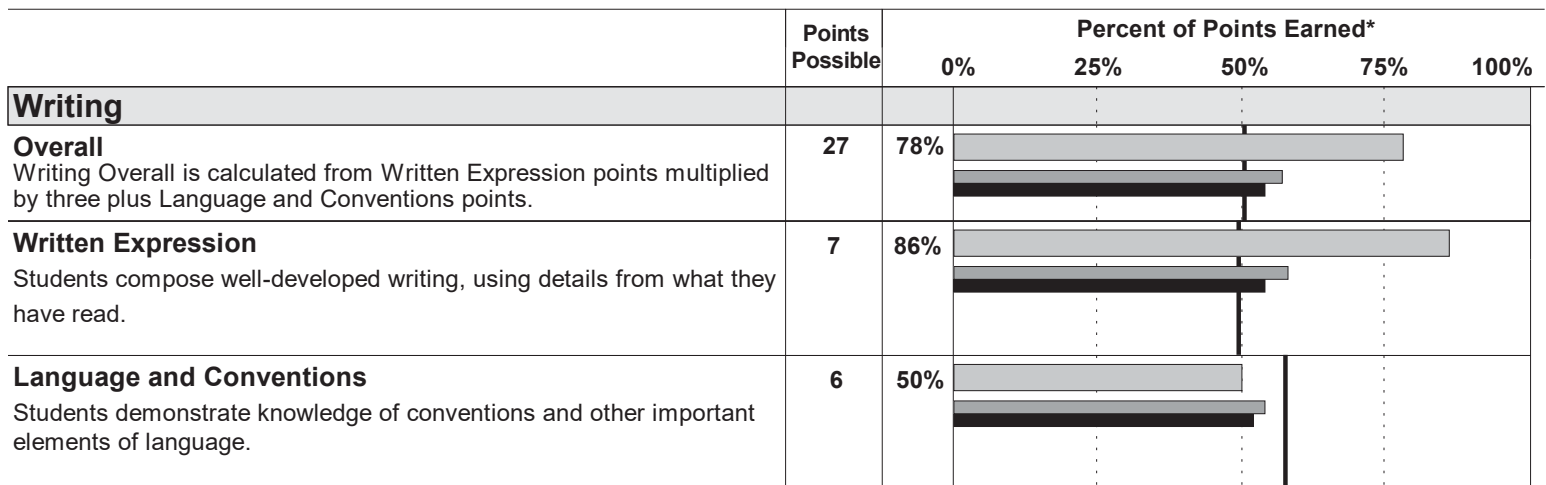 Points Possible
Percent of Points Earned*
0% 25% 50% 75% 100%
Writing
Overall 27 78%
Writing Overall is calculated from Written Expression points multiplied
by three plus Language and Conventions points.
Written Expression 7 86%
Students compose well-developed writing, using details from what they
have read.
Language and Conventions 6 50%
Students demonstrate knowledge of conventions and other important
elements of language.